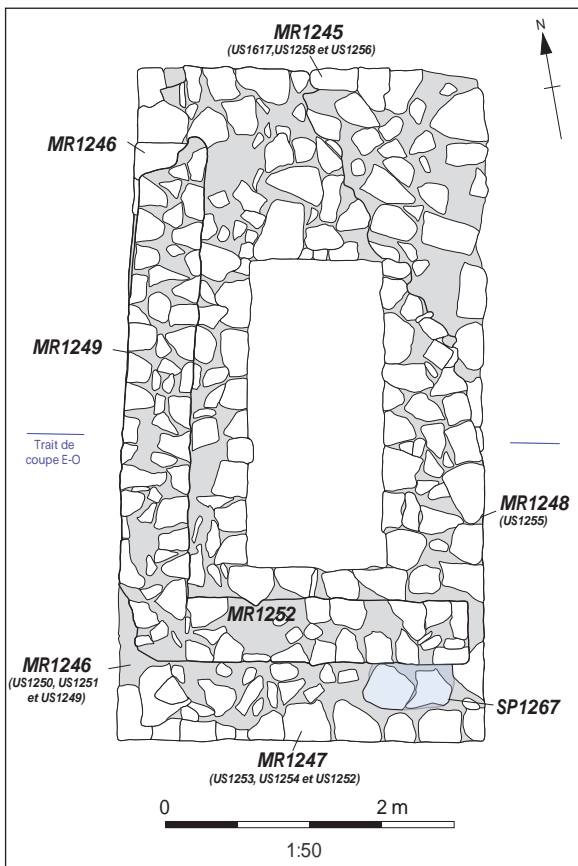 MR1245
(US1617,US1258 et US1256)
N
MR1246
MR1249
Trait de
coupe E-O
MR1248
(US1255)
MR1252
MR1246
(US1250, US1251
et US1249)
SP1267
MR1247
(US1253, US1254 et US1252)
0 2 m
1:50